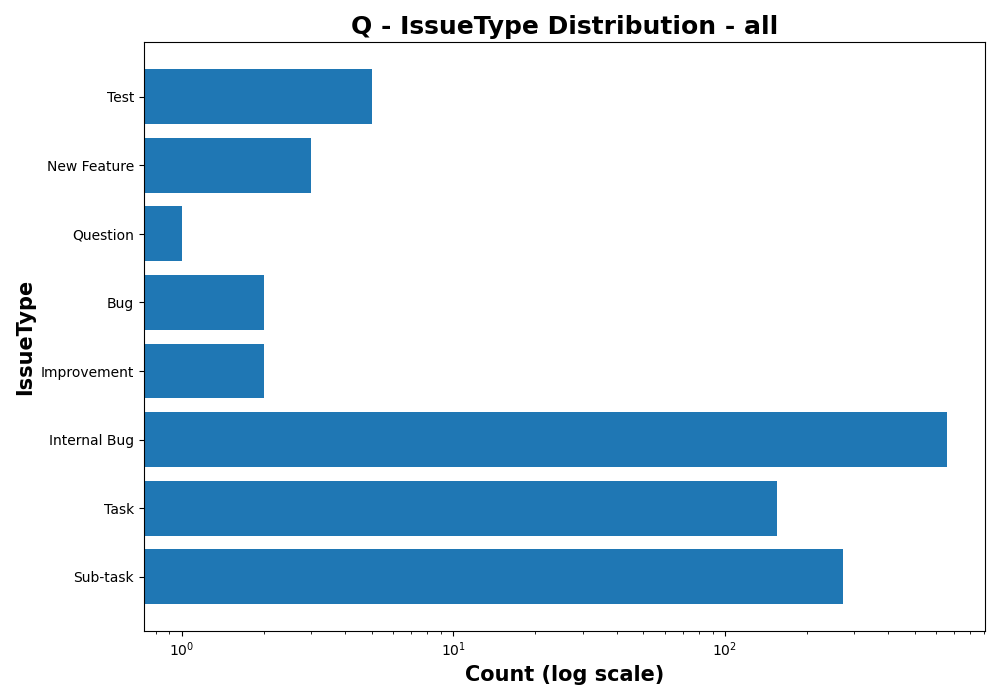 Q - IssueType Distribution - all
Test
New Feature
Question
Bug
Improvement
Internal Bug
Task
Sub-task
IssueType
10⁰ 10¹ 10²
Count (log scale)